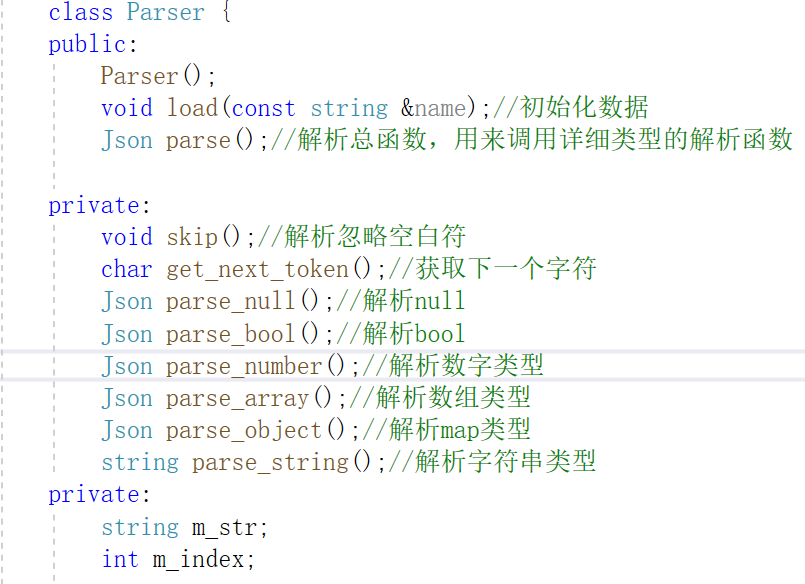 class Parser {
public:
Parser();
void load(const string &name);//初始化数据
Json parse();//解析总函数，用来调用详细类型的解析函数
private:
void skip();//解析忽略空白符
char get_next_token();//获取下一个字符
Json parse_null();//解析null
Json parse_bool();//解析bool
Json parse_number();//解析数字类型
Json parse_array();//解析数组类型
Json parse_object();//解析map类型
string parse_string();//解析字符串类型
private:
string m_str;
int m_index;